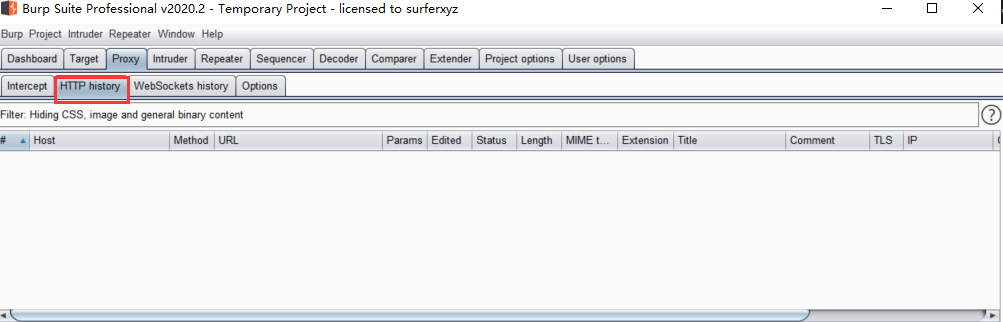 Burp Suite Professional v2020.2 - Temporary Project - licensed to surferxyz
Burp Project Intruder Repeater Window Help
Dashboard Target Proxy Intruder Repeater Sequencer Decoder Comparer Extender Project options User options
Intercept HTTP history WebSockets history Options
Filter: Hiding CSS, image and general binary content ?
# Host Method URL Params Edited Status Length MIME t... Extension Title Comment TLS IP